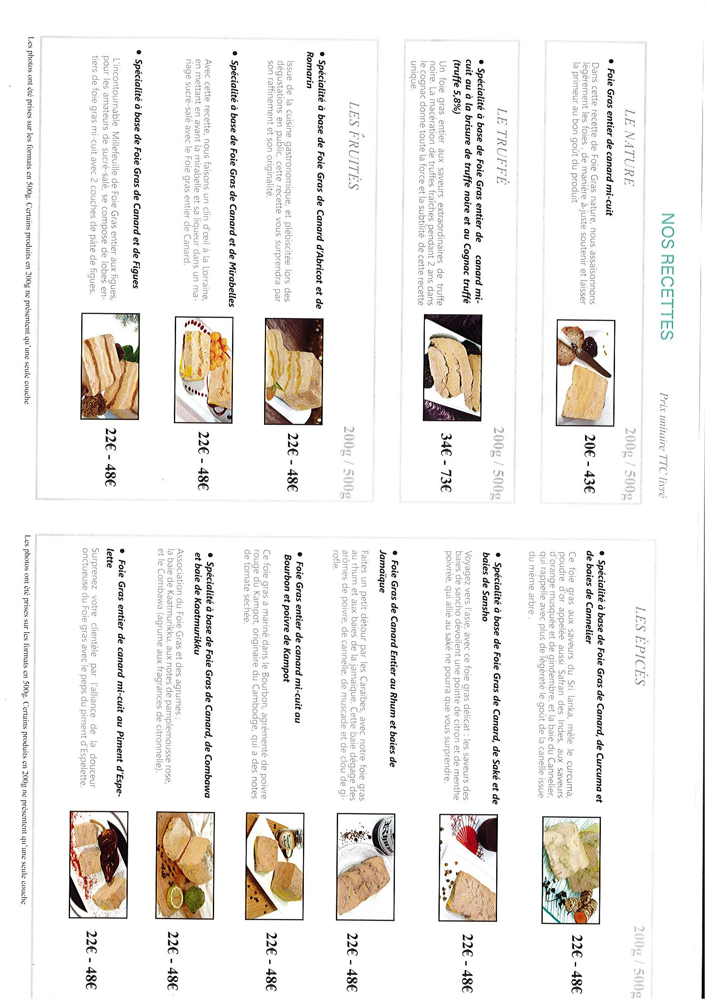 NOS RECETTES
Prix unitaire TTC livré
LE NATURE
200g / 500g
• Foie Gras entier de canard mi-cuit
Dans cette recette de Foie Gras nature, nous assaisonnons
légèrement les foies , de manière à juste soutenir et laisser
la primeur au bon goût du produit
20€ - 43€
LE TRUFFÉ
200g / 500g
• Spécialité à base de Foie Gras entier de canard mi-
cuit au à la brisure de truffe noire et au Cognac truffé
(truffe 5,8%)
Un foie gras entier aux saveurs extraordinaires de truffe
noire. La macération de truffes fraîches pendant 2 ans dans
le cognac donne toute la force et la subtilité de cette recette
unique.
34€ - 73€
LES FRUITÉS
200g / 500g
• Spécialité à base de Foie Gras de Canard d'Abricot et de
Romarin
Issue de la cuisine gastronomique, et plébiscitée lors des
dégustations en public, cette recette vous surprendra par
son raffinement et son originalité.
22€ - 48€
• Spécialité à base de Foie Gras de Canard et de Mirabelles
Avec cette recette, nous faisons un clin d'œil à la Lorraine,
en mettant en avant la mirabelle et sa liqueur dans un ma-
riage sucré-salé avec le Foie gras entier de Canard.
22€ - 48€
• Spécialité à base de Foie Gras de Canard et de Figues
L'incontournable Millefeuille de Foie Gras entier aux figues,
pour les amateurs de sucré-salé, se compose de lobes en-
tiers de foie gras mi-cuit avec 2 couches de pâte de figues.
22€ - 48€
Les photos ont été prises sur les formats en 500g. Certains produits en 200g ne présentent qu'une seule couche
LES ÉPICÉS
200g / 500g
• Spécialité à base de Foie Gras de Canard, de Curcuma et
de baies de Cannelier
Ce foie gras aux saveurs du Sri lanka, mêle le curcuma,
poudre d'or appelée aussi Safran des Indes, aux saveurs
d'orange musquée et de gindembre, et la baie du Cannelier,
qui rappelle avec plus de légèreté le goût de la canelle issue
du même arbre .
22€ - 48€
• Spécialité à base de Foie Gras de Canard, de Saké et de
baies de Sansho
Voyagez vers l'asie, avec ce foie gras délicat : les saveurs des
baies de sancho dévoilent une pointe de citron et de menthe
poivrée, qui allié au saké ne pourra que vous surprendre.
22€ - 48€
• Foie Gras de Canard Entier au Rhum et baies de
Jamaïque
Faites un petit détour par les Caraïbes, avec notre foie gras
au rhum et aux baies de la jamaïque. Cette baie dégage des
arômes de poivre, de cannelle, de muscade et de clou de gi-
rofle.
Rhum
22€ - 48€
• Foie Gras entier de canard mi-cuit au
Bourbon et poivre de Kampot
Ce foie gras a mariné dans le Bourbon, agrémenté de poivre
rouge du Kampot, originaire du Cambodge, qui a des notes
de tomate séchée.
22€ - 48€
• Spécialité à base de Foie Gras de Canard, de Combawa
et baie de Kaatmurikku
Association du Foie Gras et des agrumes :
la baie de Kaatmurikku, aux notes de pamplemousse rose,
et le Combawa (agrume aux fragrances de citronnelle).
22€ - 48€
• Foie Gras entier de canard mi-cuit au Piment d'Espe-
lette
Surprenez votre clientèle par l'alliance de la douceur
onctueuse du Foie gras avec le peps du piment d'Espelette.
22€ - 48€
Les photos ont été prises sur les formats en 500g. Certains produits en 200g ne présentent qu'une seule couche